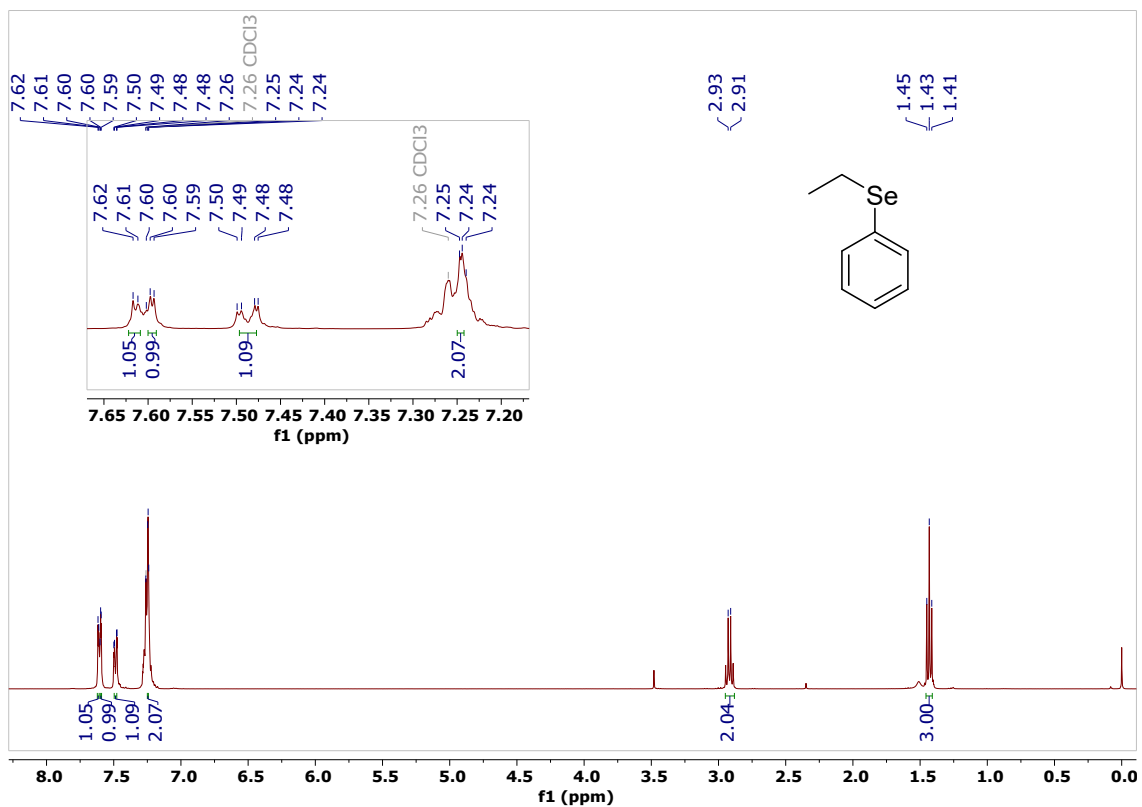 7.62 7.61 7.60 7.60 7.59 7.50 7.49 7.48 7.48 7.26 7.26 CDCl3 7.25 7.24 7.24 2.93 2.91 1.45 1.43 1.41
7.62 7.61 7.60 7.60 7.59 7.50 7.49 7.48 7.48 7.26 CDCl3 7.25 7.24 7.24
Se
1.05 0.99 1.09 2.07
7.65 7.60 7.55 7.50 7.45 7.40 7.35 7.30 7.25 7.20
f1 (ppm)
1.05 0.99 1.09 2.07 2.04 3.00
8.0 7.5 7.0 6.5 6.0 5.5 5.0 4.5 4.0 3.5 3.0 2.5 2.0 1.5 1.0 0.5 0.0
f1 (ppm)